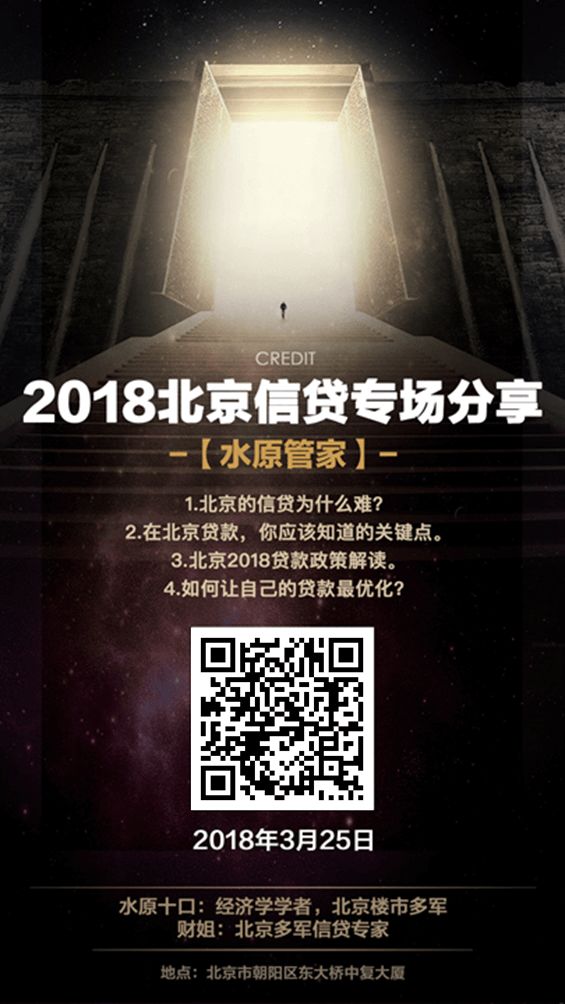 CREDIT
2018北京信贷专场分享
-【水原管家】-
1.北京的信贷为什么难?
2.在北京贷款，你应该知道的关键点。
3.北京2018贷款政策解读。
4.如何让自己的贷款最优化?
2018年3月25日
水原十口：经济学学者，北京楼市多军
财姐：北京多军信贷专家
地点：北京市朝阳区东大桥中复大厦